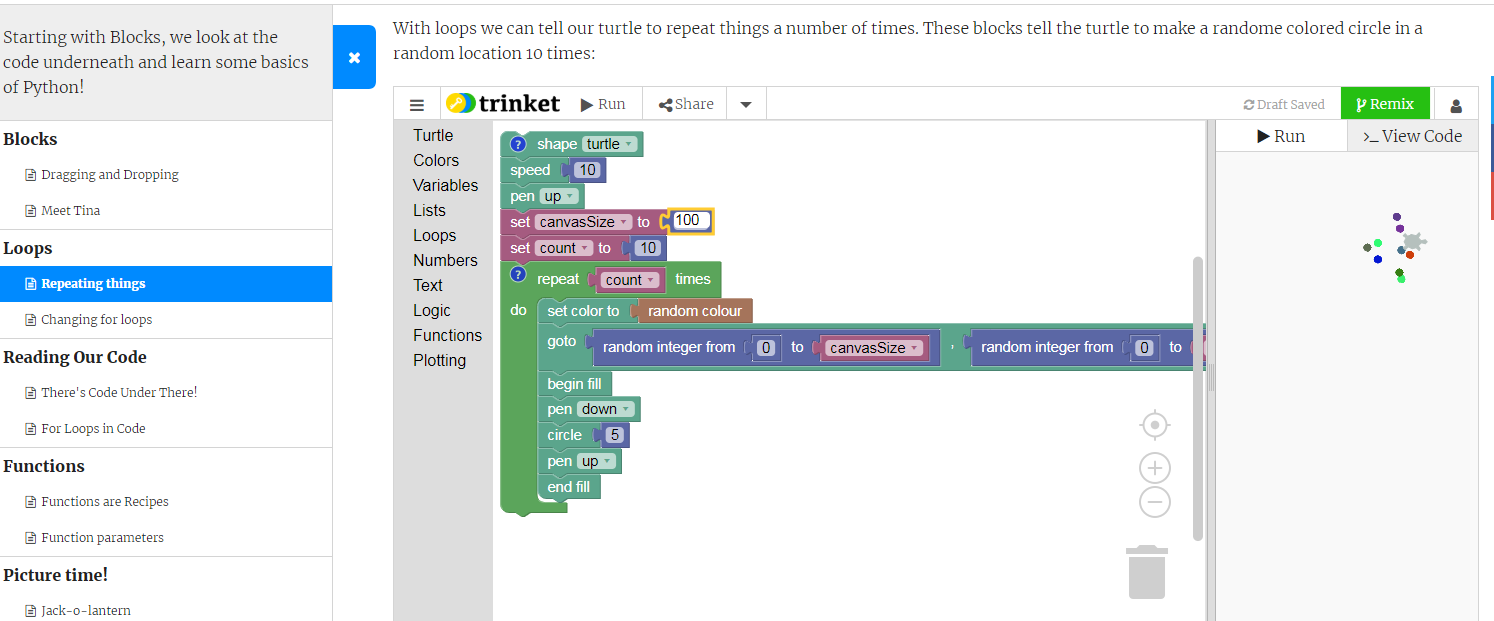 Starting with Blocks, we look at the
code underneath and learn some basics
of Python!
Blocks
Dragging and Dropping
Meet Tina
Loops
Repeating things
Changing for loops
Reading Our Code
There's Code Under There!
For Loops in Code
Functions
Functions are Recipes
Function parameters
Picture time!
Jack-o-lantern
With loops we can tell our turtle to repeat things a number of times. These blocks tell the turtle to make a randome colored circle in a
random location 10 times:
trinket Run Share Draft Saved Remix
Turtle
Colors
Variables
Lists
Loops
Numbers
Text
Logic
Functions
Plotting
? shape turtle
speed 10
pen up
set canvasSize to 100
set count to 10
? repeat count times
do set color to random colour
goto random integer from 0 to canvasSize , random integer from 0 to
begin fill
pen down
circle 5
pen up
end fill
Run >_ View Code